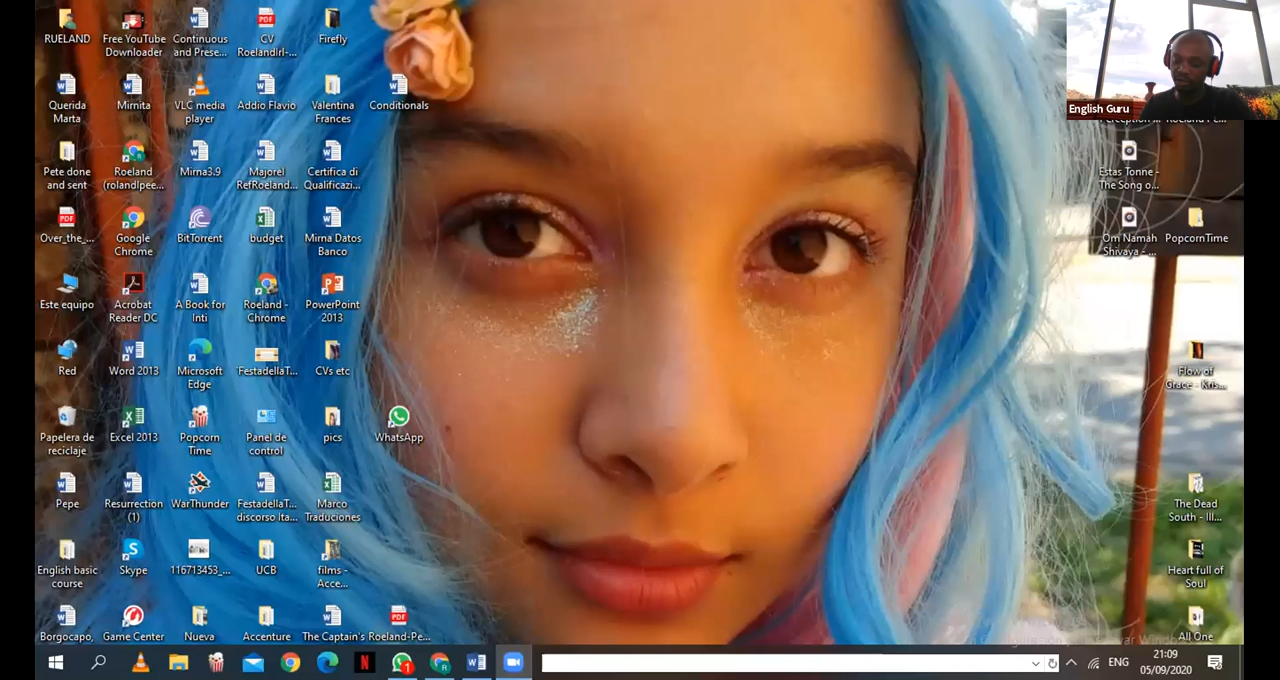 English Guru
RUELAND
Free YouTube
Downloader
Continuous
and Prese...
CV
Roelandirl-...
Firefly
Querida
Marta
Mirnita
VLC media
player
Addio Flavio
Valentina
Frances
Conditionals
Pete done
and sent
Roeland
(rolandlpee...
Mirna3.9
Majorel
RefRoeland...
Certifica di
Qualificazi...
Estas Tonne -
The Song o...
Over_the_...
Google
Chrome
BitTorrent
budget
Mirna Datos
Banco
Om Namah
Shivaya - ...
PopcornTime
Este equipo
Acrobat
Reader DC
A Book for
Inti
Roeland -
Chrome
PowerPoint
2013
Red
Word 2013
Microsoft
Edge
FestadellaT...
CVs etc
Flow of
Grace - Kris...
Papelera de
reciclaje
Excel 2013
Popcorn
Time
Panel de
control
pics
WhatsApp
Pepe
Resurrection
(1)
WarThunder
FestadellaT...
discorso Ita...
Marco
Traduciones
The Dead
South - Ill...
English basic
course
Skype
116713453_...
UCB
films -
Acce...
Heart full of
Soul
Borgocapo,
Game Center
Nueva
Accenture
The Captain's
Roeland-Pe...
All One
ENG
21:09
05/09/2020